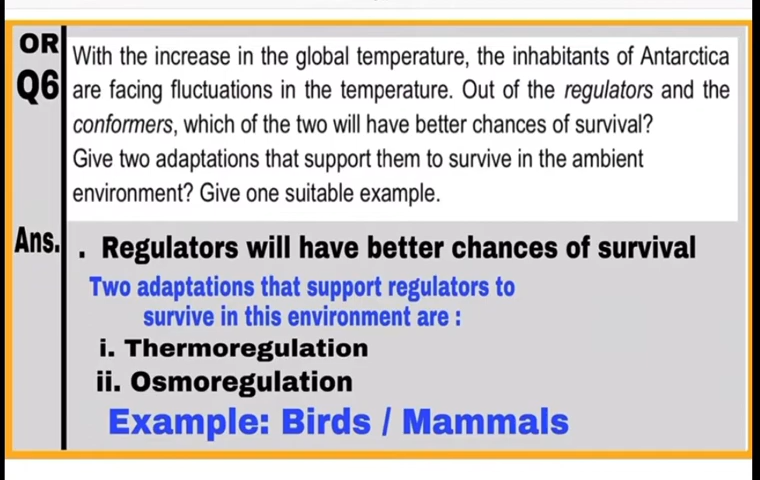 OR
Q6
With the increase in the global temperature, the inhabitants of Antarctica
are facing fluctuations in the temperature. Out of the regulators and the
conformers, which of the two will have better chances of survival?
Give two adaptations that support them to survive in the ambient
environment? Give one suitable example.
Ans. . Regulators will have better chances of survival
Two adaptations that support regulators to
survive in this environment are :
i. Thermoregulation
ii. Osmoregulation
Example: Birds / Mammals